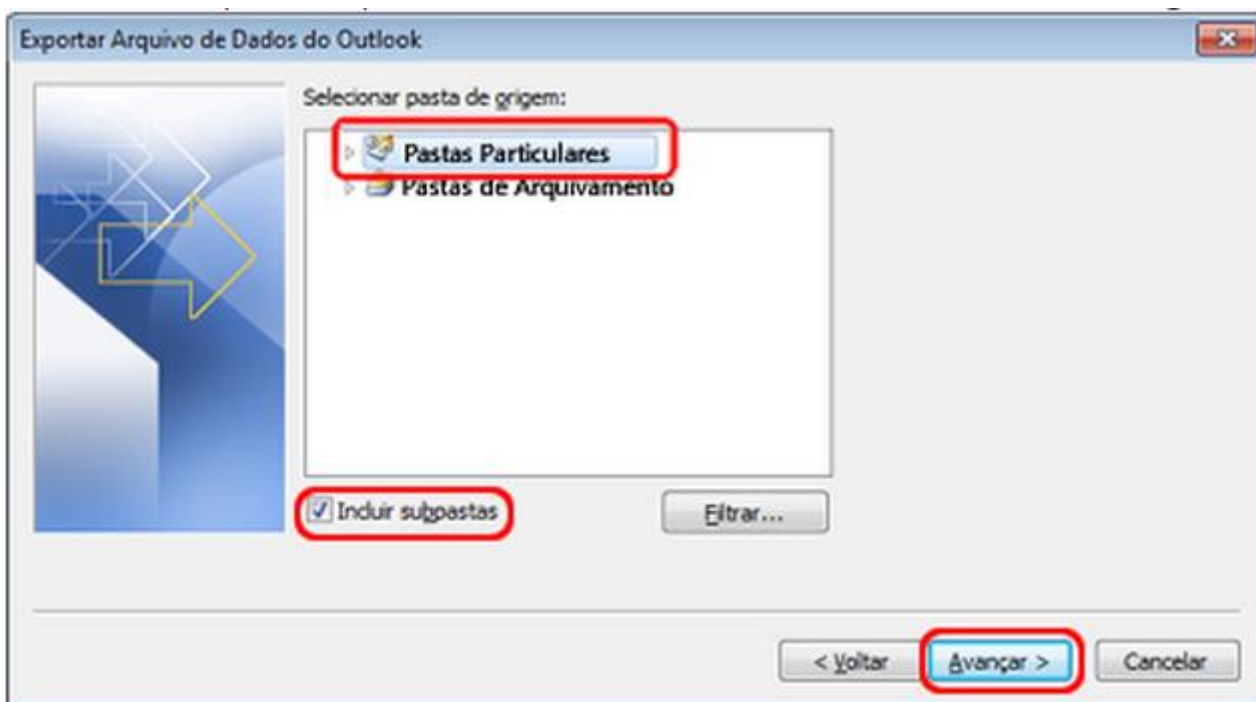 Exportar Arquivo de Dados do Outlook
Selecionar pasta de origem:
Pastas Particulares
Pastas de Arquivamento
Incluir subpastas
Filtrar...
< Voltar
Avançar >
Cancelar